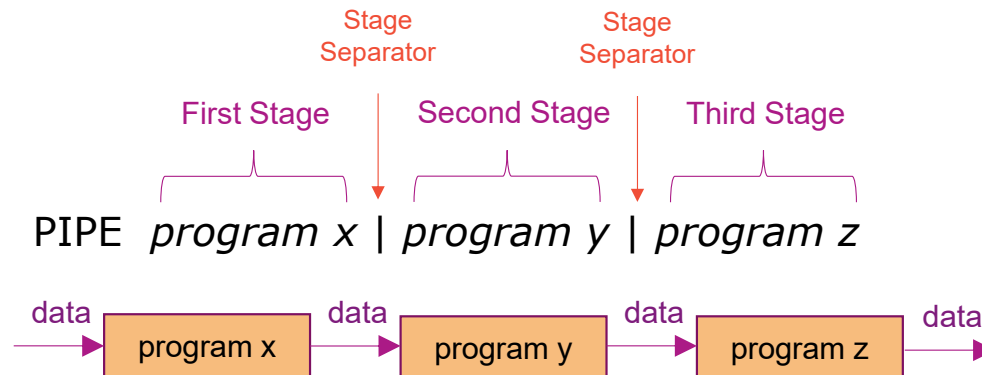 Stage
Separator
Stage
Separator
First Stage
Second Stage
Third Stage
PIPE program x | program y | program z
data
data
data
data
program x
program y
program z